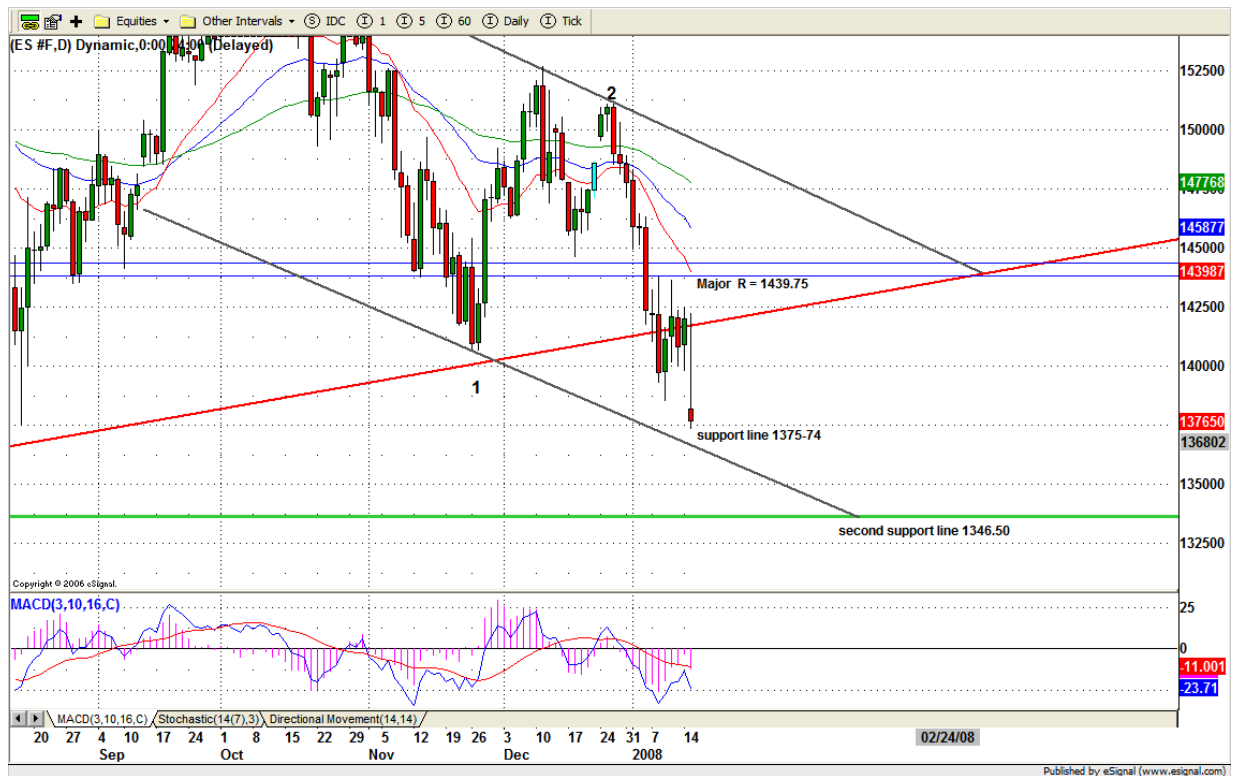 Equities Other Intervals IDC 1 5 60 Daily Tick
(ES #F,D) Dynamic,0:00 (Delayed)
152500
2
150000
147768
145877
145000
143987
Major R = 1439.75
142500
140000
1
137650
support line 1375-74
136802
135000
second support line 1346.50
132500
Copyright © 2006 eSignal.
MACD(3,10,16,C)
25
0
-11.001
-23.71
MACD(3,10,16,C) Stochastic(14(7),3) Directional Movement(14,14)
20 27 4 10 17 24 1 8 15 22 29 5 12 19 26 3 10 17 24 31 7 14 02/24/08
Sep Oct Nov Dec 2008
Published by eSignal (www.esignal.com)